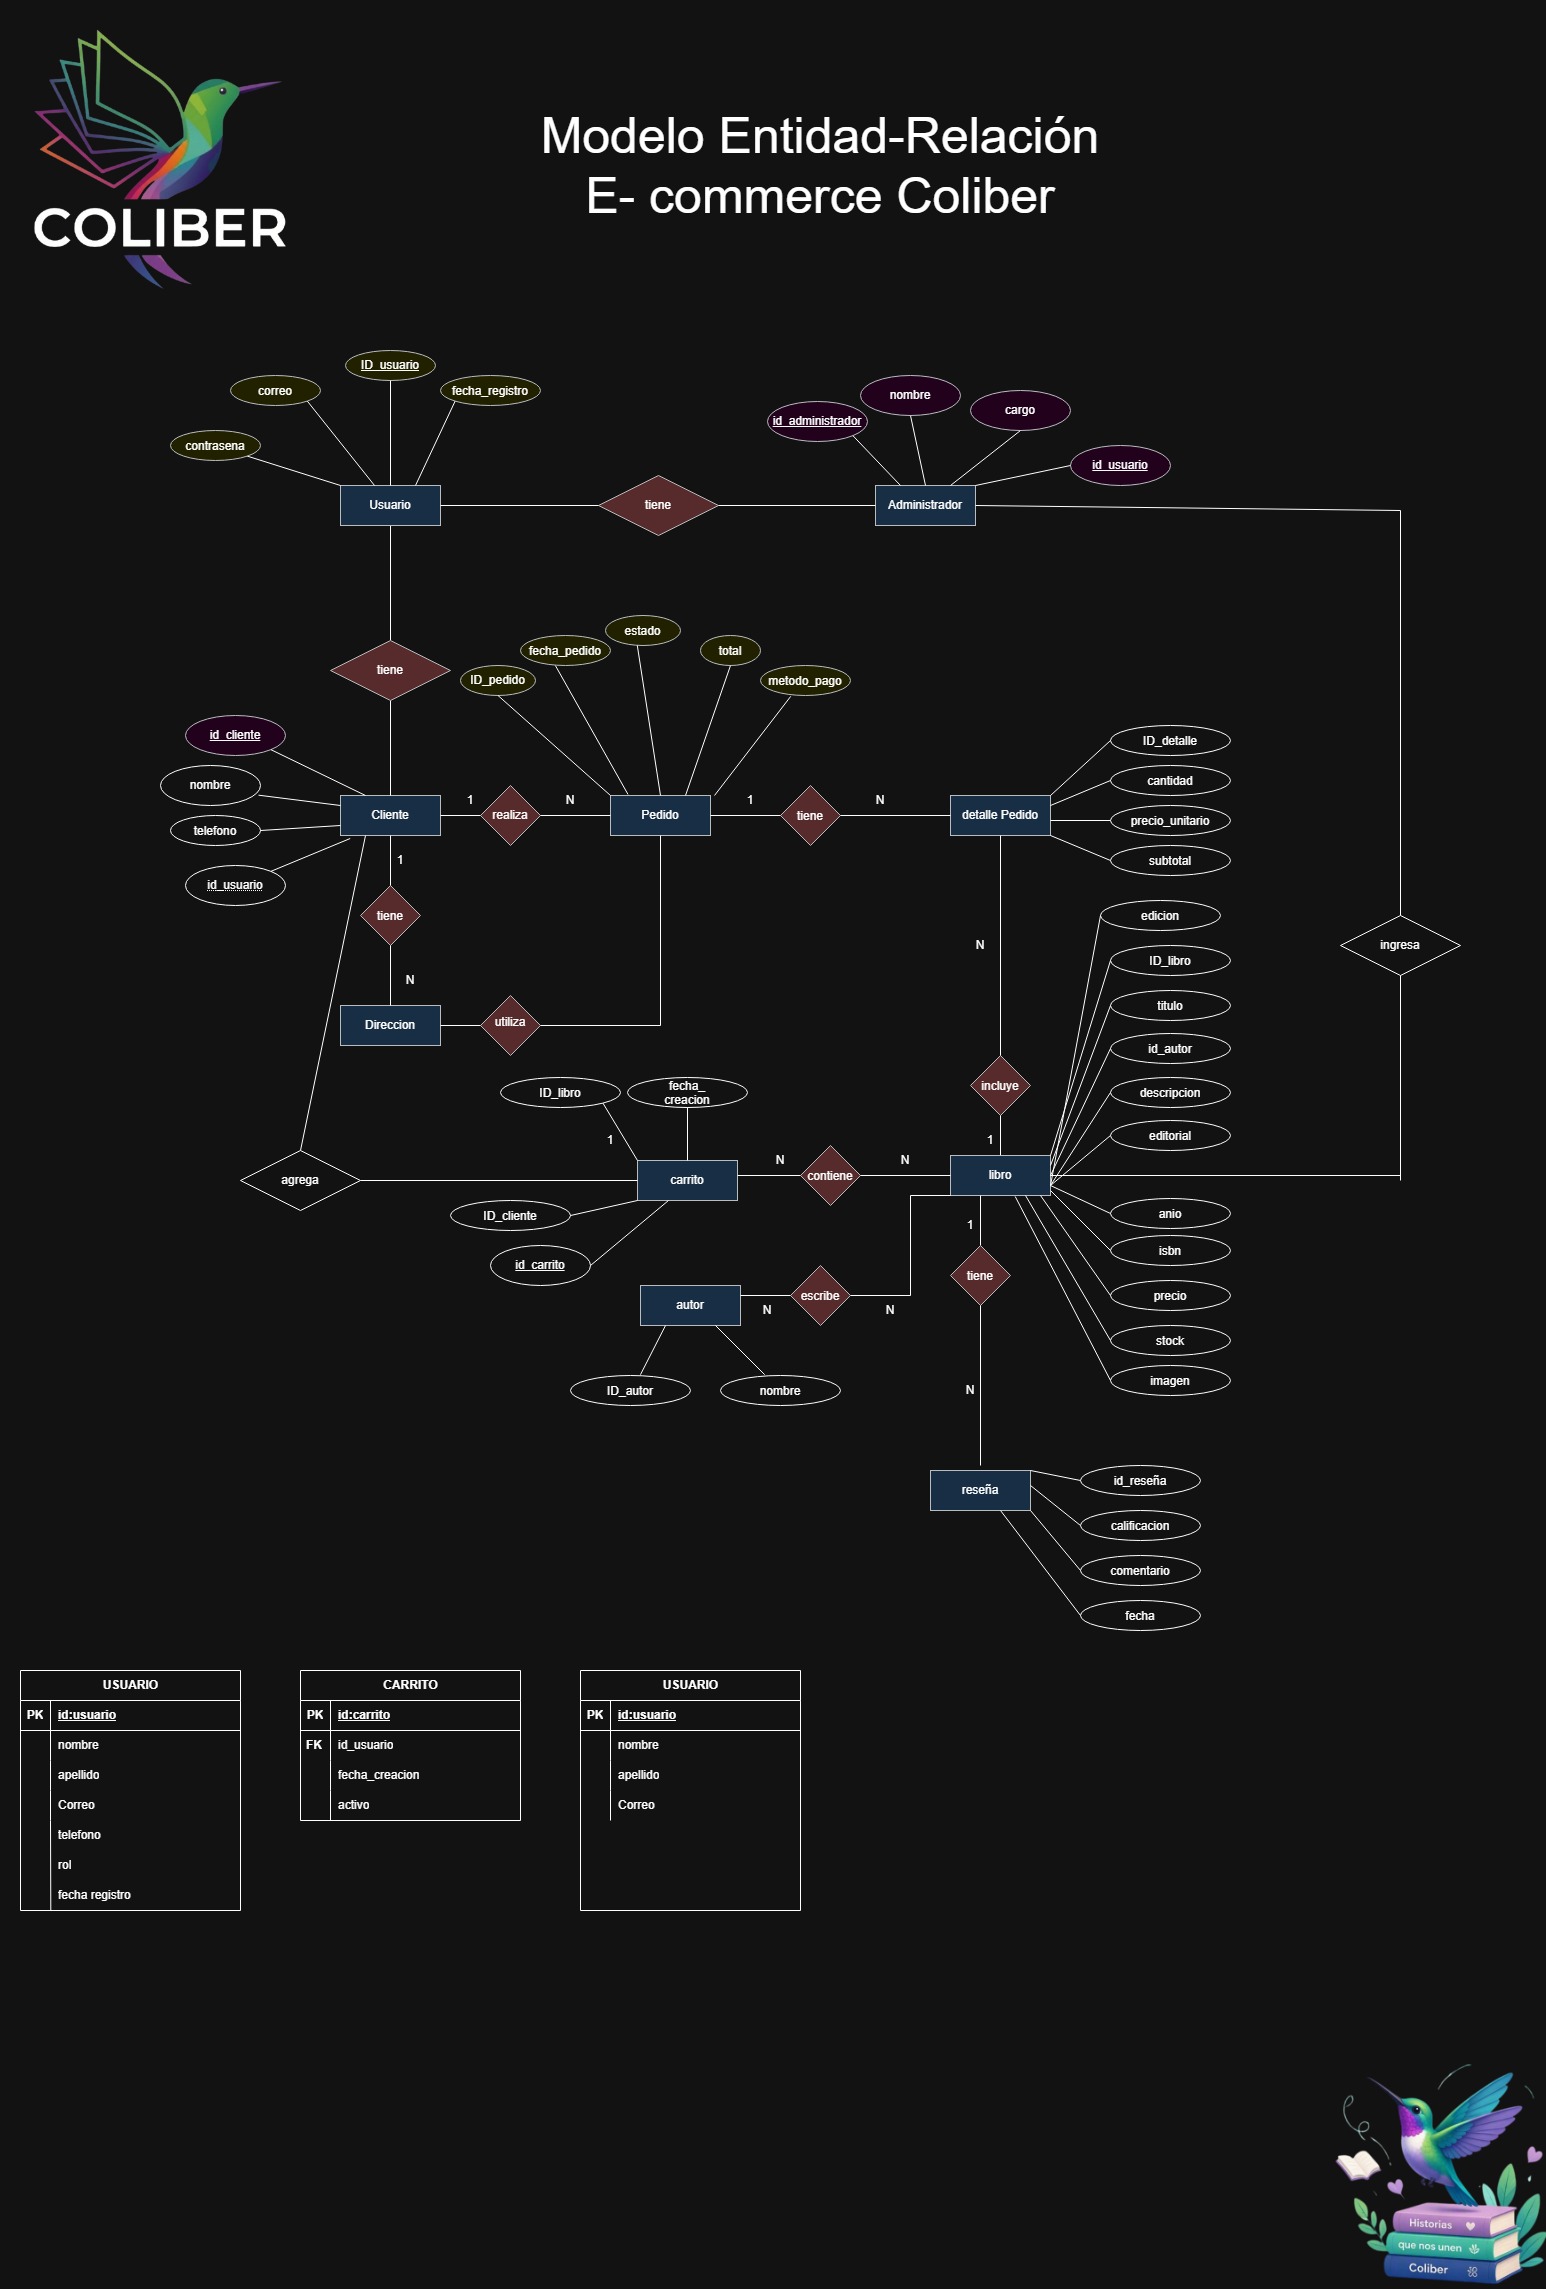 COLIBER
Modelo Entidad-Relación
E- commerce Coliber
ID_usuario
correo
fecha_registro
contrasena
nombre
cargo
id_administrador
id_usuario
Usuario
tiene
Administrador
estado
fecha_pedido
total
tiene
ID_pedido
metodo_pago
id_cliente
ID_detalle
nombre
cantidad
1
N
1
N
Cliente
realiza
Pedido
tiene
detalle Pedido
precio_unitario
telefono
1
subtotal
id_usuario
tiene
edicion
N
ingresa
ID_libro
N
titulo
Direccion
utiliza
id_autor
incluye
fecha_
creacion
ID_libro
descripcion
editorial
1
1
N
N
agrega
carrito
contiene
libro
ID_cliente
anio
1
isbn
id_carrito
tiene
precio
autor
escribe
N
N
stock
imagen
ID_autor
nombre
N
id_reseña
reseña
calificacion
comentario
fecha
USUARIO
PK id:usuario
nombre
apellido
Correo
telefono
rol
fecha registro
CARRITO
PK id:carrito
FK id_usuario
fecha_creacion
activo
USUARIO
PK id:usuario
nombre
apellido
Correo
Historias
que nos unen
Coliber